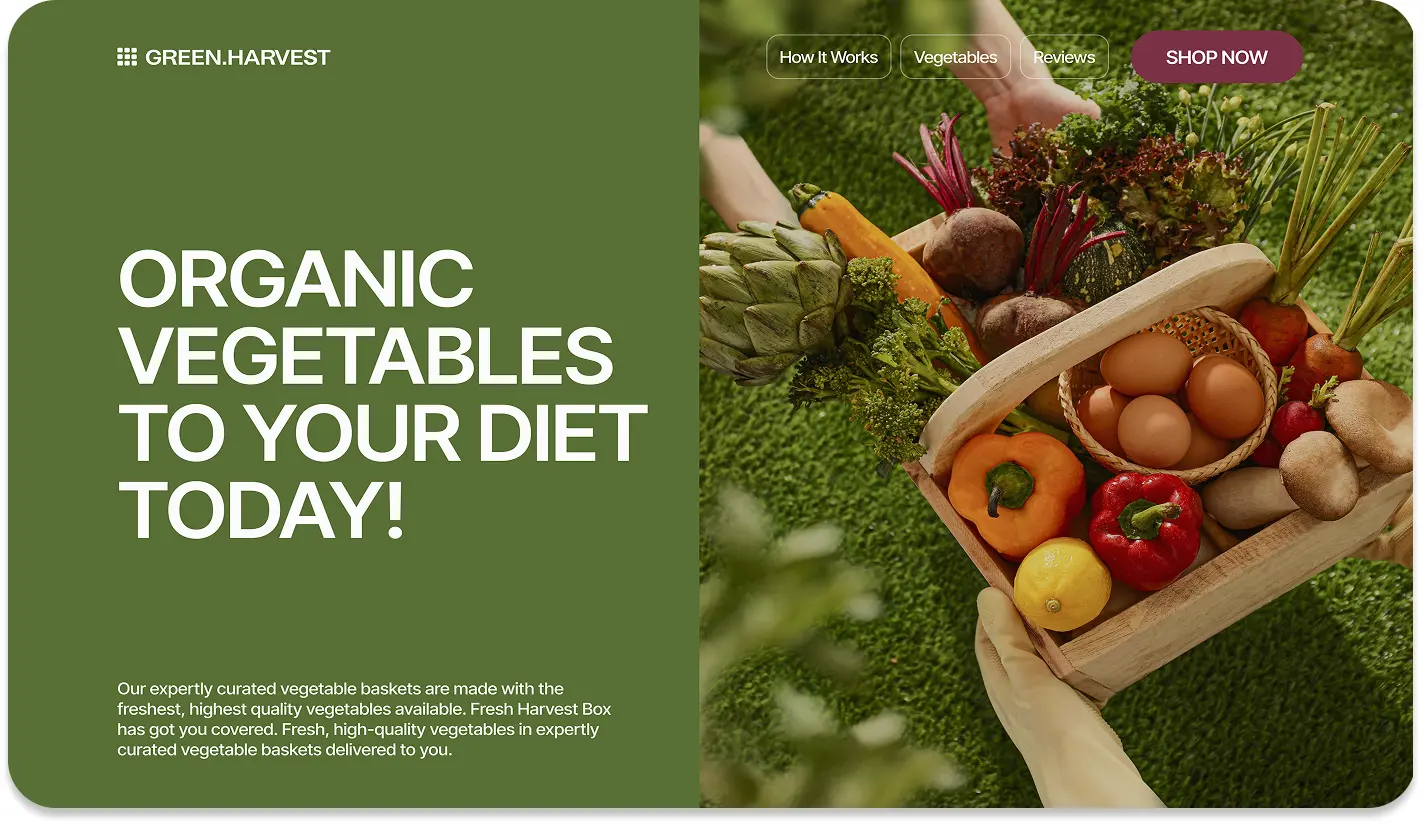 GREEN.HARVEST
How It Works
Vegetables
Reviews
SHOP NOW
ORGANIC
VEGETABLES
TO YOUR DIET
TODAY!
Our expertly curated vegetable baskets are made with the
freshest, highest quality vegetables available. Fresh Harvest Box
has got you covered. Fresh, high-quality vegetables in expertly
curated vegetable baskets delivered to you.